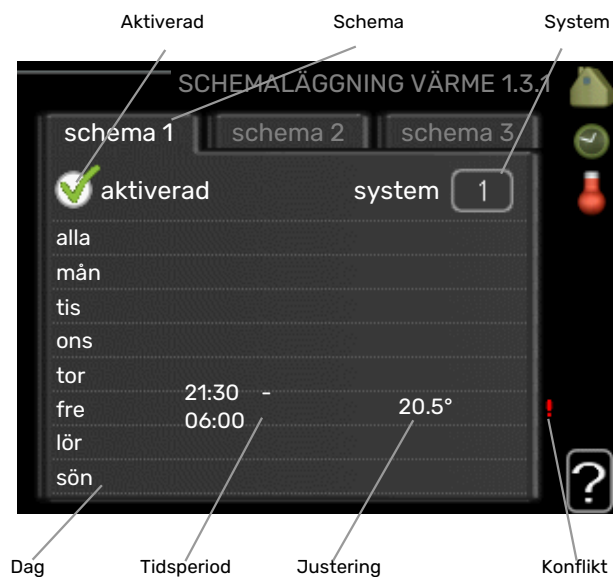 Aktiverad Schema System
SCHEMALÄGGNING VÄRME 1.3.1
schema 1 schema 2 schema 3
aktiverad system 1
alla
mån
tis
ons
tor
fre 21:30 - 06:00 20.5° !
lör
sön
?
Dag Tidsperiod Justering Konflikt